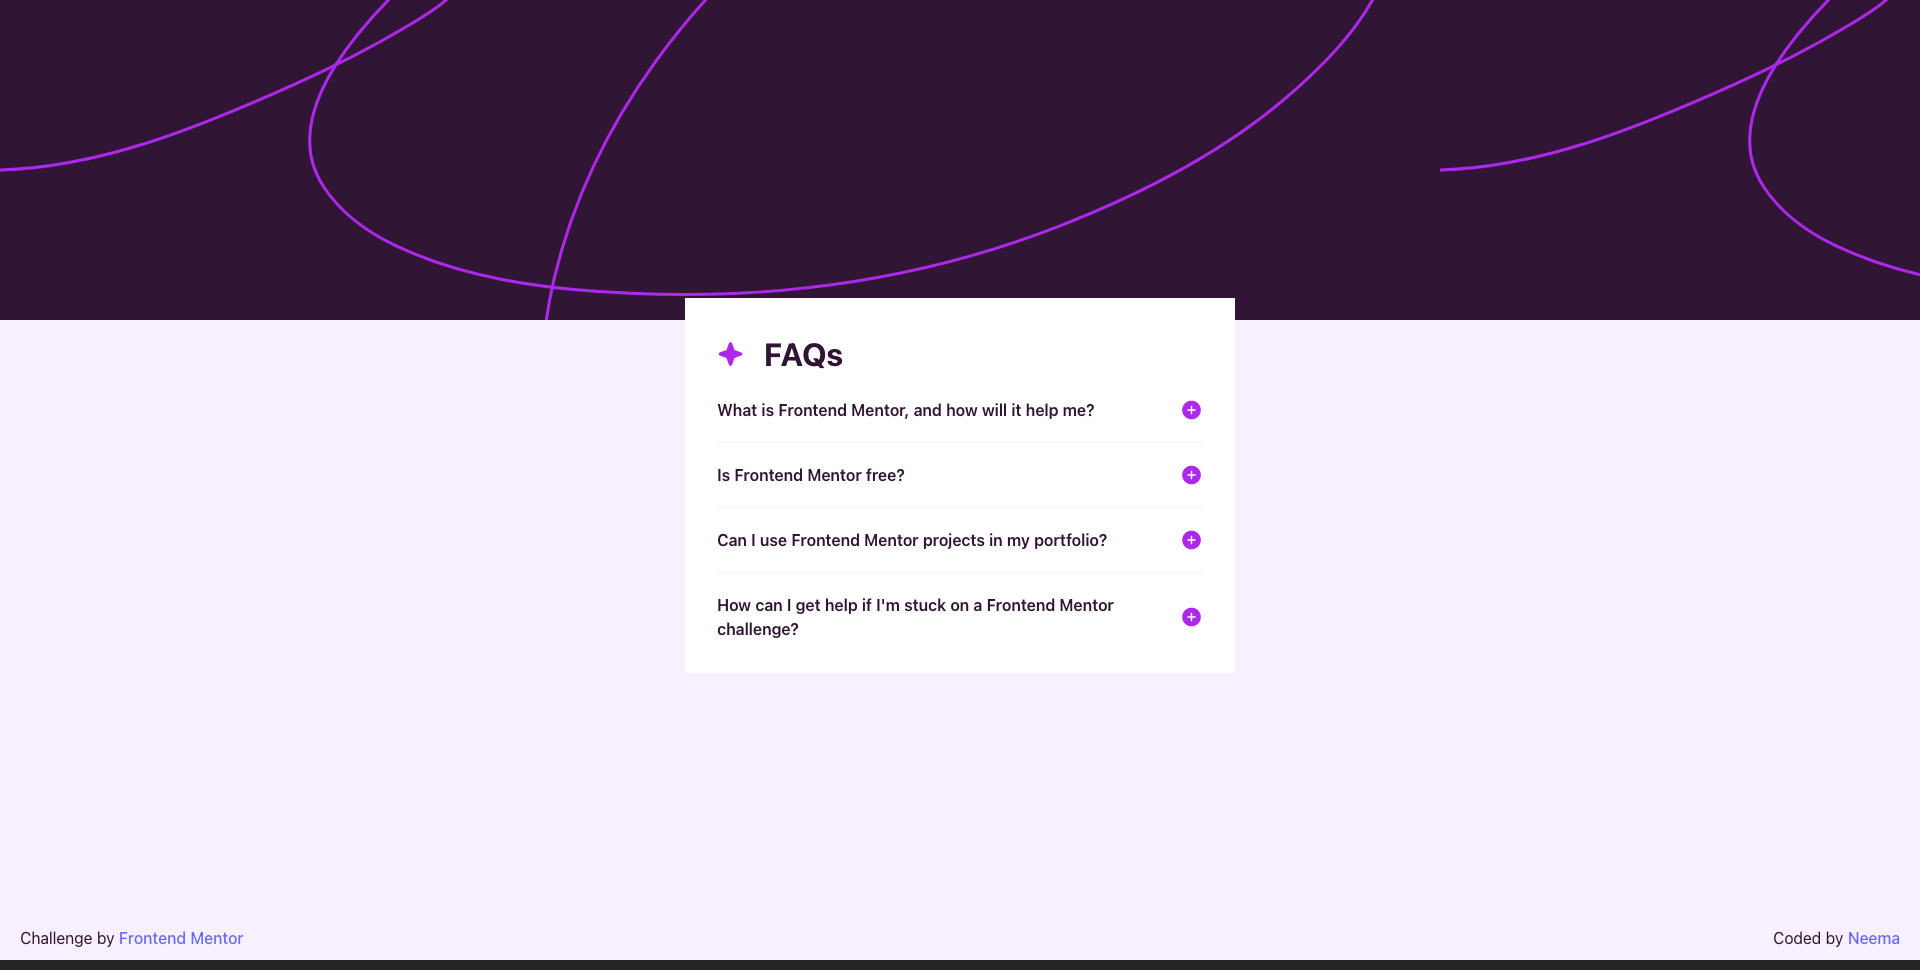 FAQs
What is Frontend Mentor, and how will it help me?
Is Frontend Mentor free?
Can I use Frontend Mentor projects in my portfolio?
How can I get help if I'm stuck on a Frontend Mentor
challenge?
Challenge by Frontend Mentor
Coded by Neema